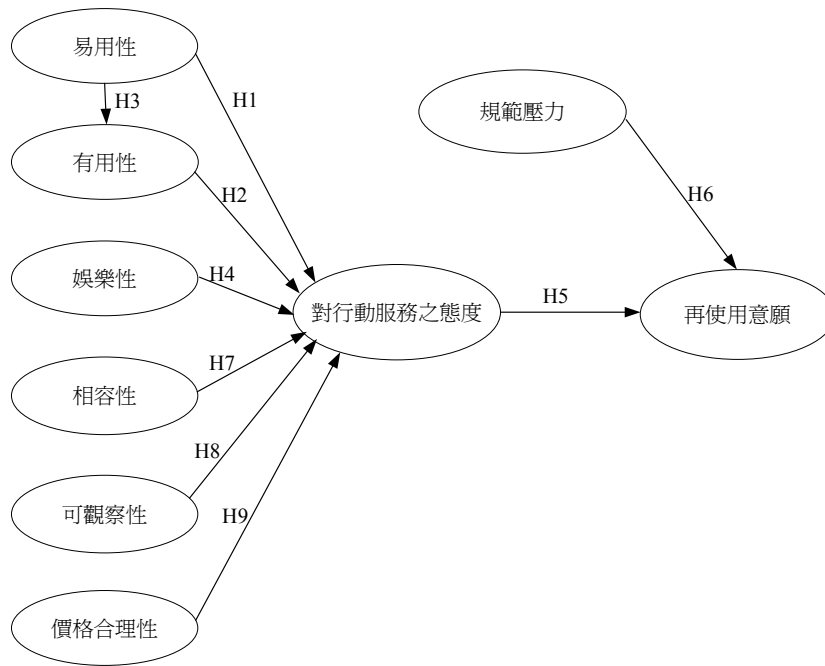 易用性
H3
H1
規範壓力
有用性
H2
H6
娛樂性
H4
對行動服務之態度
H5
再使用意願
H7
相容性
H8
可觀察性
H9
價格合理性